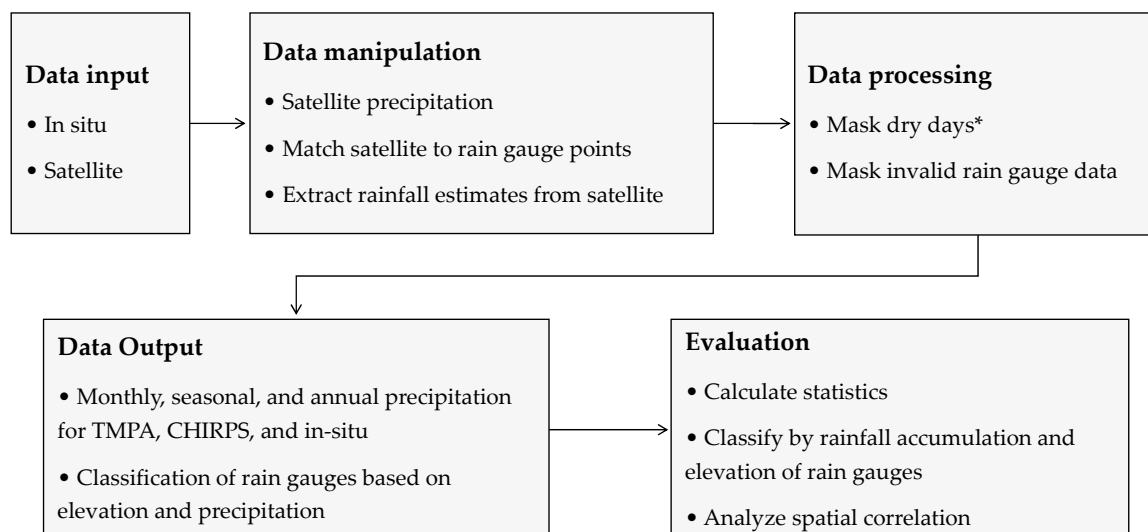 Data input
• In situ
• Satellite
Data manipulation
• Satellite precipitation
• Match satellite to rain gauge points
• Extract rainfall estimates from satellite
Data processing
• Mask dry days*
• Mask invalid rain gauge data
Data Output
• Monthly, seasonal, and annual precipitation
for TMPA, CHIRPS, and in-situ
• Classification of rain gauges based on
elevation and precipitation
Evaluation
• Calculate statistics
• Classify by rainfall accumulation and
elevation of rain gauges
• Analyze spatial correlation